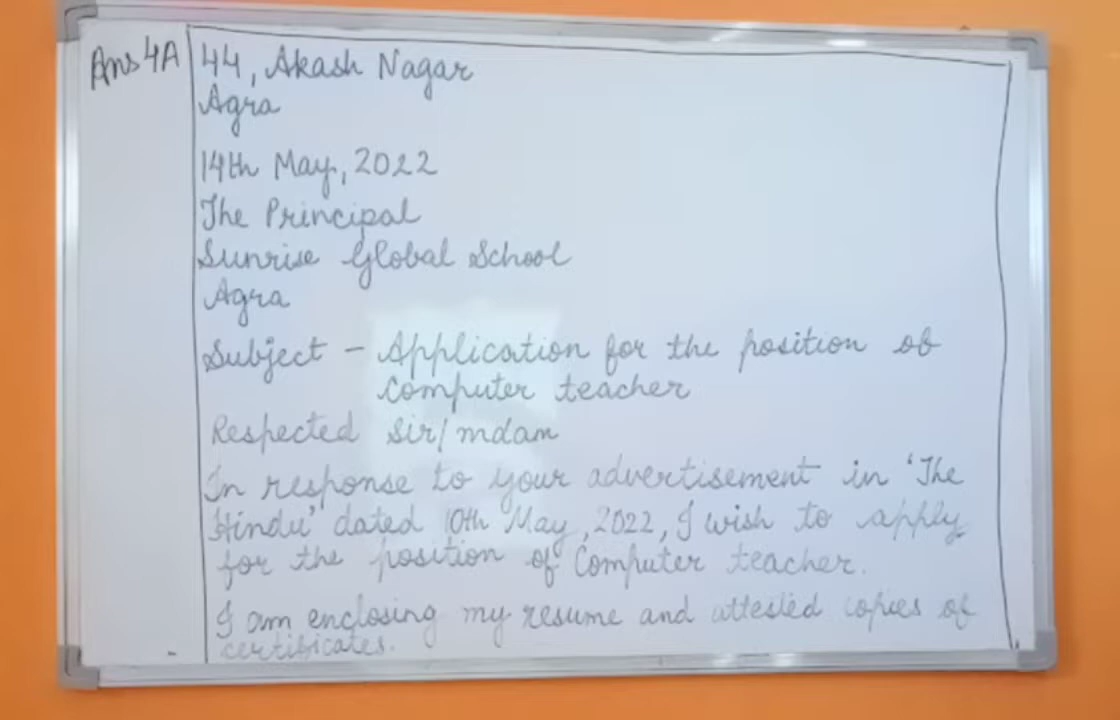 Ans 4A
44, Akash Nagar
Agra
14th May, 2022
The Principal
Sunrise Global School
Agra
Subject - Application for the position of
Computer teacher
Respected Sir/mdam
In response to your advertisement in 'The
Hindu' dated 10th May, 2022, I wish to apply
for the position of Computer teacher.
I am enclosing my resume and attested copies of
certificates.